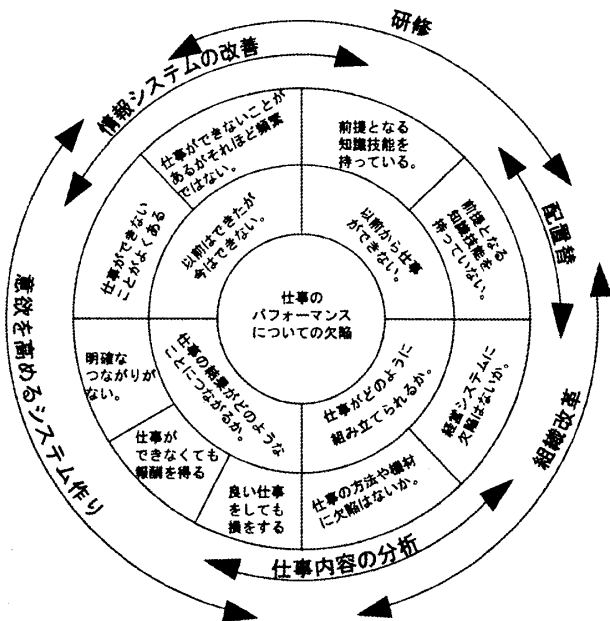 研修
情報システムの改善
配置替
組織改革
仕事内容の分析
意欲を高めるシステム作り
仕事ができないことが
あるがそれほど頻繁
ではない。
前提となる
知識技能を
持っている。
前提となる
知識技能を
持っていない。
経営システムに
欠陥はないか。
仕事の方法や機材
に欠陥はないか。
良い仕事
をしても
損をする
仕事が
できなくても
報酬を得る
明確な
つながりが
ない。
仕事ができない
ことがよくある
以前はできたが
今はできない。
以前から仕事
ができない。
仕事がどのように
組み立てられるか。
仕事の結果がどのような
ことにつながるか。
仕事の
パフォーマンス
についての欠陥